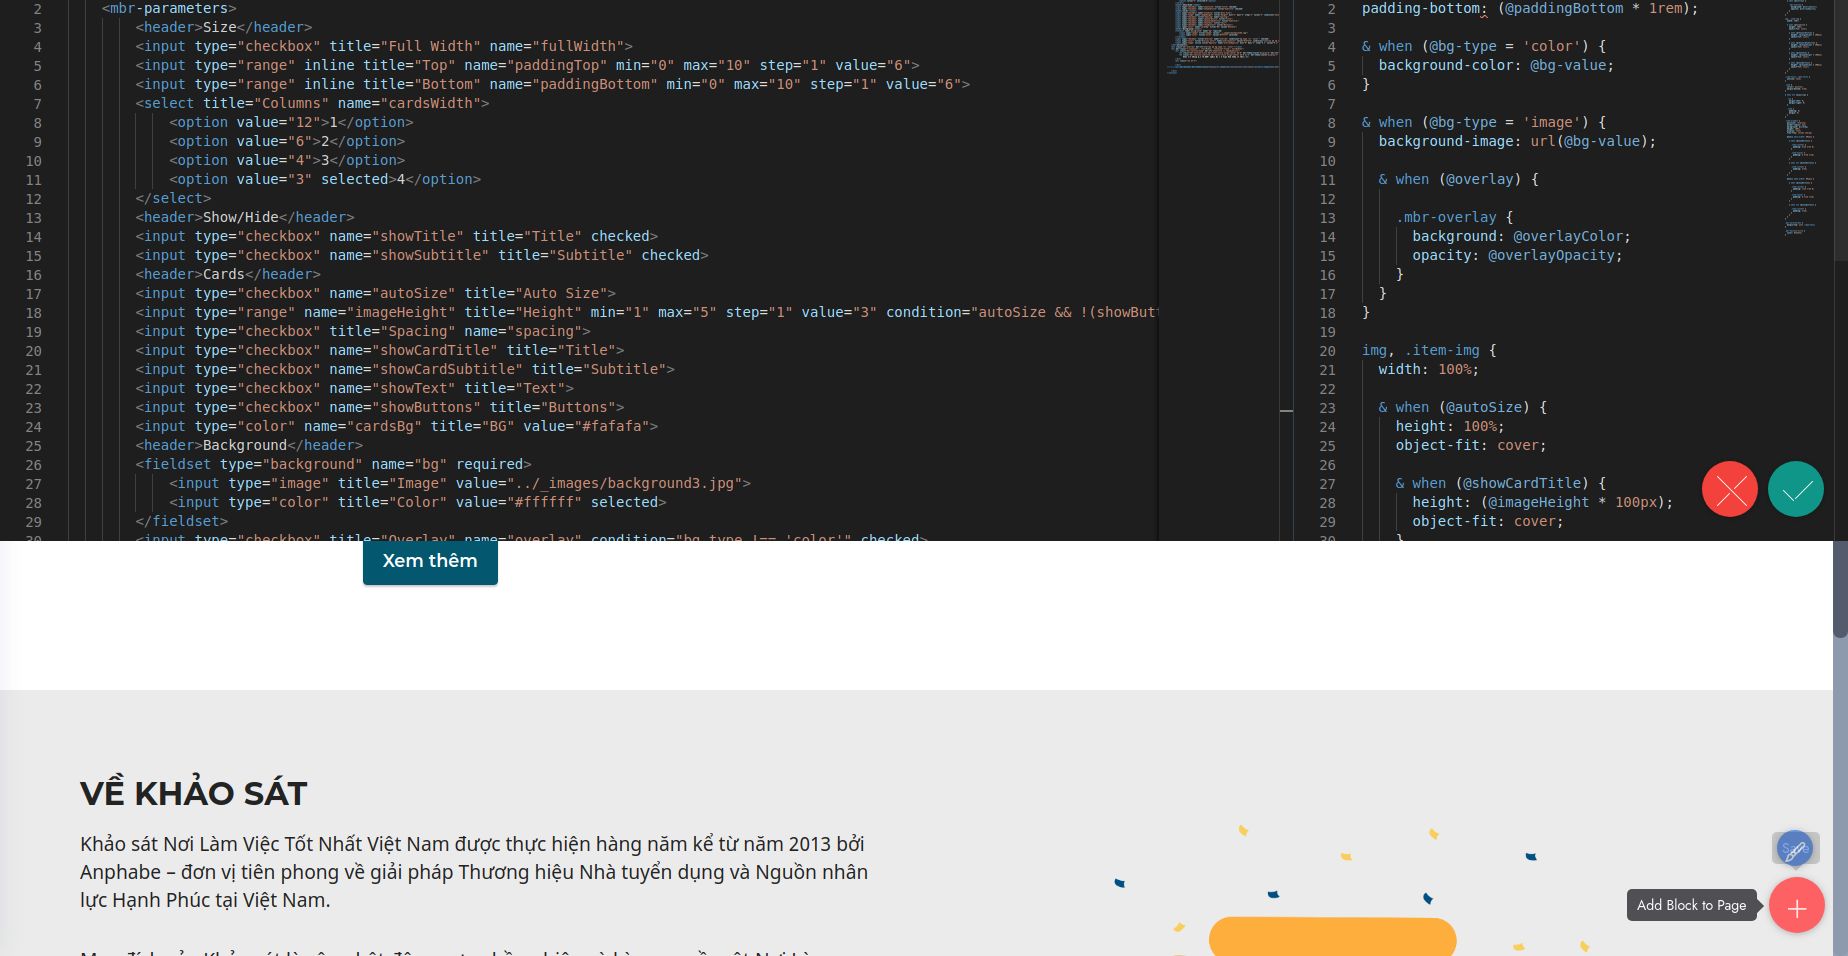 2 <mbr-parameters>
3 <header>Size</header>
4 <input type="checkbox" title="Full Width" name="fullWidth">
5 <input type="range" inline title="Top" name="paddingTop" min="0" max="10" step="1" value="6">
6 <input type="range" inline title="Bottom" name="paddingBottom" min="0" max="10" step="1" value="6">
7 <select title="Columns" name="cardsWidth">
8 <option value="12">1</option>
9 <option value="6">2</option>
10 <option value="4">3</option>
11 <option value="3" selected>4</option>
12 </select>
13 <header>Show/Hide</header>
14 <input type="checkbox" name="showTitle" title="Title" checked>
15 <input type="checkbox" name="showSubtitle" title="Subtitle" checked>
16 <header>Cards</header>
17 <input type="checkbox" name="autoSize" title="Auto Size">
18 <input type="range" name="imageHeight" title="Height" min="1" max="5" step="1" value="3" condition="autoSize && !(showButt
19 <input type="checkbox" title="Spacing" name="spacing">
20 <input type="checkbox" name="showCardTitle" title="Title">
21 <input type="checkbox" name="showCardSubtitle" title="Subtitle">
22 <input type="checkbox" name="showText" title="Text">
23 <input type="checkbox" name="showButtons" title="Buttons">
24 <input type="color" name="cardsBg" title="BG" value="#fafafa">
25 <header>Background</header>
26 <fieldset type="background" name="bg" required>
27 <input type="image" title="Image" value="../_images/background3.jpg">
28 <input type="color" title="Color" value="#ffffff" selected>
29 </fieldset>
30 <input type="checkbox" title="Overlay" name="overlay" condition="bg.type !== 'color'" checked>
2 padding-bottom: (@paddingBottom * 1rem);
3
4 & when (@bg-type = 'color') {
5 background-color: @bg-value;
6 }
7
8 & when (@bg-type = 'image') {
9 background-image: url(@bg-value);
10
11 & when (@overlay) {
12
13 .mbr-overlay {
14 background: @overlayColor;
15 opacity: @overlayOpacity;
16 }
17 }
18 }
19
20 img, .item-img {
21 width: 100%;
22
23 & when (@autoSize) {
24 height: 100%;
25 object-fit: cover;
26
27 & when (@showCardTitle) {
28 height: (@imageHeight * 100px);
29 object-fit: cover;
30 }
Xem thêm
VỀ KHẢO SÁT
Khảo sát Nơi Làm Việc Tốt Nhất Việt Nam được thực hiện hàng năm kể từ năm 2013 bởi
Anphabe – đơn vị tiên phong về giải pháp Thương hiệu Nhà tuyển dụng và Nguồn nhân
lực Hạnh Phúc tại Việt Nam.
Add Block to Page